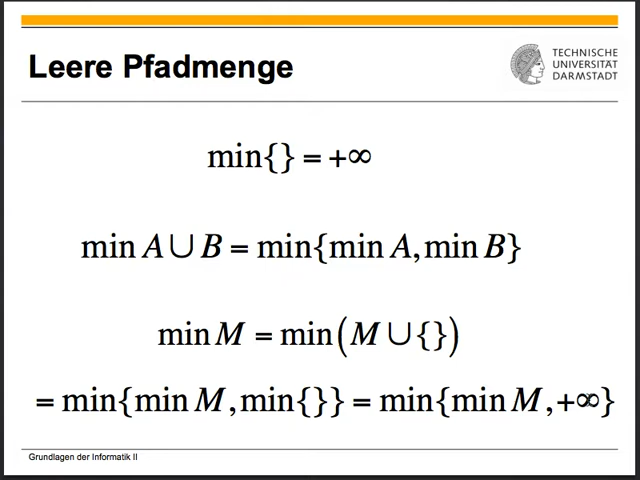 Leere Pfadmenge
TECHNISCHE
UNIVERSITÄT
DARMSTADT
min{} = +∞
min A ∪ B = min{min A, min B}
min M = min(M ∪ {})
= min{min M, min{}} = min{min M, +∞}
Grundlagen der Informatik II